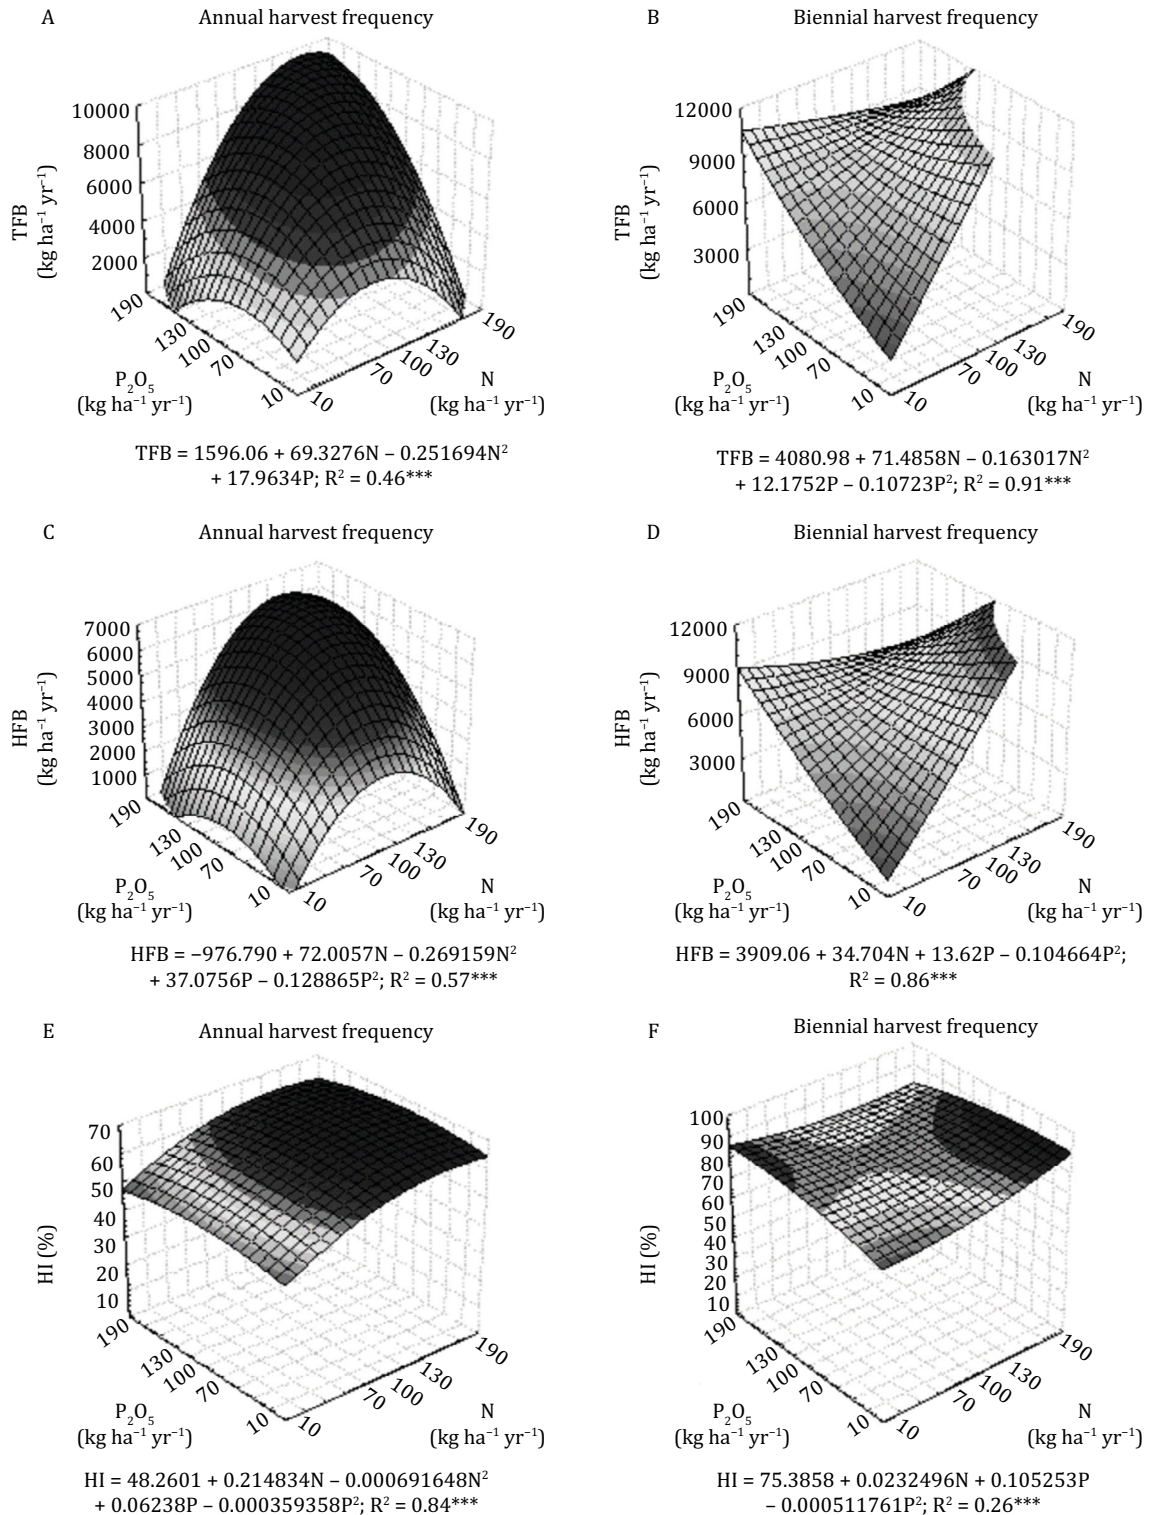 A Annual harvest frequency
10000
8000
6000
4000
2000
TFB
(kg ha⁻¹ yr⁻¹)
190
130
100
70
10
P₂O₅
(kg ha⁻¹ yr⁻¹)
10
70
100
130
190
N
(kg ha⁻¹ yr⁻¹)
TFB = 1596.06 + 69.3276N – 0.251694N²
+ 17.9634P; R² = 0.46***
B Biennial harvest frequency
12000
9000
6000
3000
TFB
(kg ha⁻¹ yr⁻¹)
190
130
100
70
10
P₂O₅
(kg ha⁻¹ yr⁻¹)
10
70
100
130
190
N
(kg ha⁻¹ yr⁻¹)
TFB = 4080.98 + 71.4858N – 0.163017N²
+ 12.1752P – 0.10723P²; R² = 0.91***
C Annual harvest frequency
7000
6000
5000
4000
3000
2000
1000
HFB
(kg ha⁻¹ yr⁻¹)
190
130
100
70
10
P₂O₅
(kg ha⁻¹ yr⁻¹)
10
70
100
130
190
N
(kg ha⁻¹ yr⁻¹)
HFB = −976.790 + 72.0057N – 0.269159N²
+ 37.0756P – 0.128865P²; R² = 0.57***
D Biennial harvest frequency
12000
9000
6000
3000
HFB
(kg ha⁻¹ yr⁻¹)
190
130
100
70
10
P₂O₅
(kg ha⁻¹ yr⁻¹)
10
70
100
130
190
N
(kg ha⁻¹ yr⁻¹)
HFB = 3909.06 + 34.704N + 13.62P – 0.104664P²;
R² = 0.86***
E Annual harvest frequency
70
60
50
40
30
20
10
HI (%)
190
130
100
70
10
P₂O₅
(kg ha⁻¹ yr⁻¹)
10
70
100
130
190
N
(kg ha⁻¹ yr⁻¹)
HI = 48.2601 + 0.214834N – 0.000691648N²
+ 0.06238P – 0.000359358P²; R² = 0.84***
F Biennial harvest frequency
100
90
80
70
60
50
40
30
20
10
HI (%)
190
130
100
70
10
P₂O₅
(kg ha⁻¹ yr⁻¹)
10
70
100
130
190
N
(kg ha⁻¹ yr⁻¹)
HI = 75.3858 + 0.0232496N + 0.105253P
– 0.000511761P²; R² = 0.26***